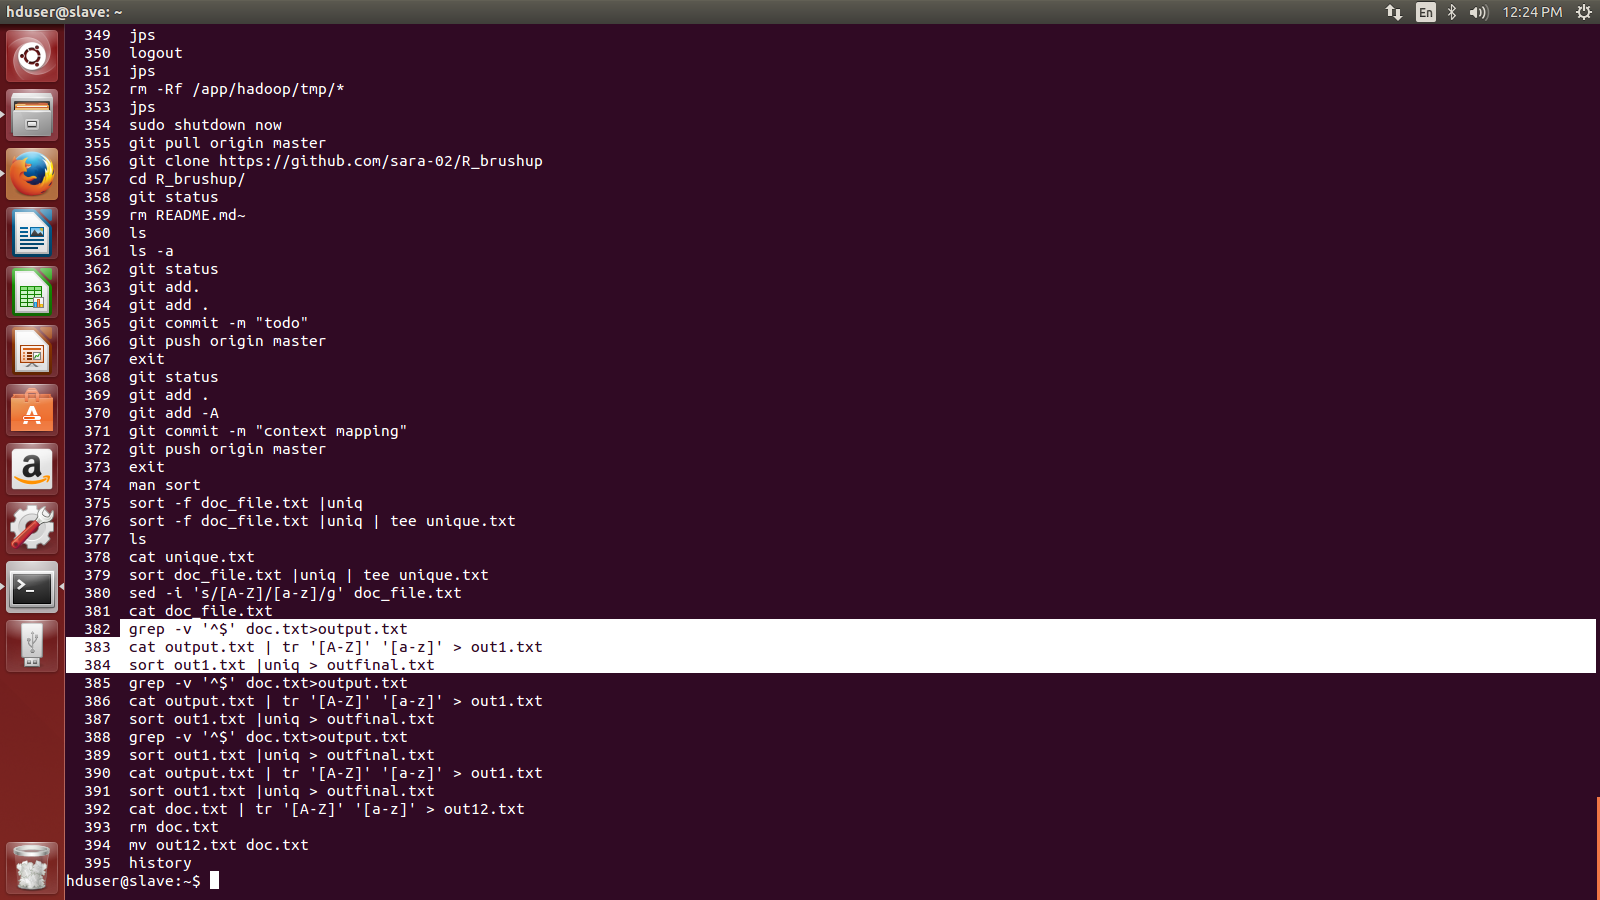 hduser@slave: ~
En
12:24 PM
349 jps
350 logout
351 jps
352 rm -Rf /app/hadoop/tmp/*
353 jps
354 sudo shutdown now
355 git pull origin master
356 git clone https://github.com/sara-02/R_brushup
357 cd R_brushup/
358 git status
359 rm README.md~
360 ls
361 ls -a
362 git status
363 git add.
364 git add .
365 git commit -m "todo"
366 git push origin master
367 exit
368 git status
369 git add .
370 git add -A
371 git commit -m "context mapping"
372 git push origin master
373 exit
374 man sort
375 sort -f doc_file.txt |uniq
376 sort -f doc_file.txt |uniq | tee unique.txt
377 ls
378 cat unique.txt
379 sort doc_file.txt |uniq | tee unique.txt
380 sed -i 's/[A-Z]/[a-z]/g' doc_file.txt
381 cat doc_file.txt
382 grep -v '^$' doc.txt>output.txt
383 cat output.txt | tr '[A-Z]' '[a-z]' > out1.txt
384 sort out1.txt |uniq > outfinal.txt
385 grep -v '^$' doc.txt>output.txt
386 cat output.txt | tr '[A-Z]' '[a-z]' > out1.txt
387 sort out1.txt |uniq > outfinal.txt
388 grep -v '^$' doc.txt>output.txt
389 sort out1.txt |uniq > outfinal.txt
390 cat output.txt | tr '[A-Z]' '[a-z]' > out1.txt
391 sort out1.txt |uniq > outfinal.txt
392 cat doc.txt | tr '[A-Z]' '[a-z]' > out12.txt
393 rm doc.txt
394 mv out12.txt doc.txt
395 history
hduser@slave:~$